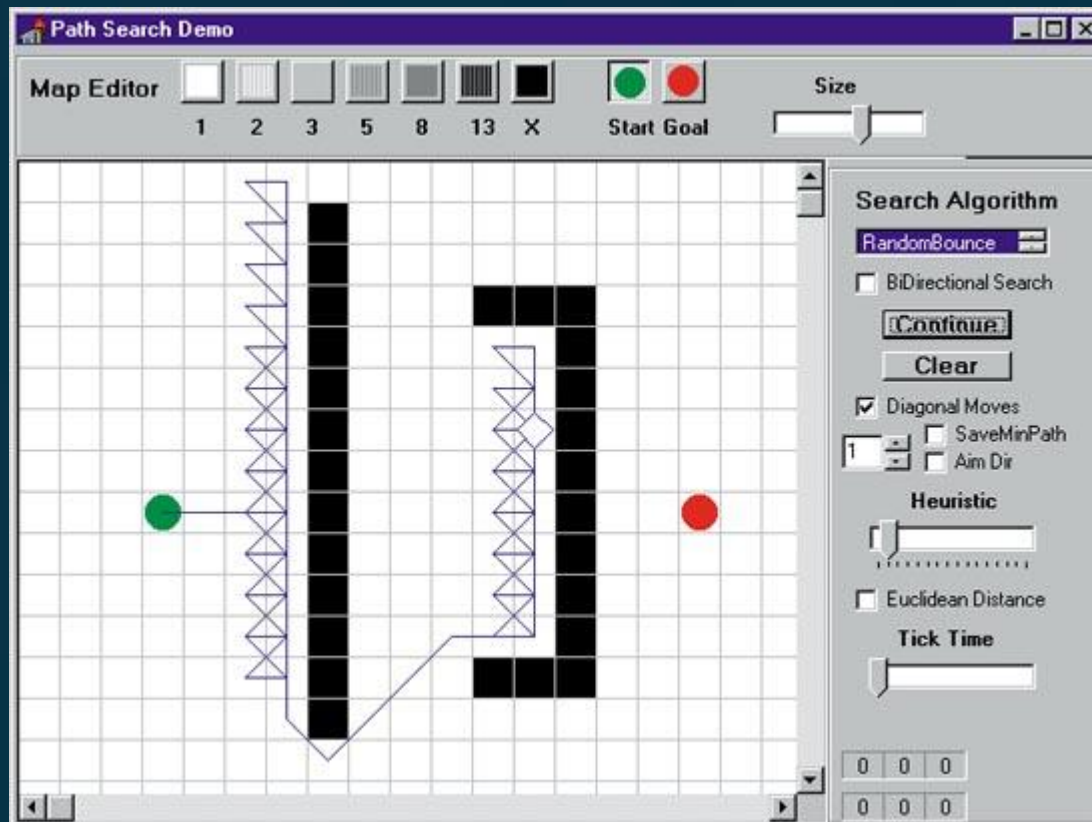 Path Search Demo
Map Editor
1 2 3 5 8 13 X
Start Goal
Size
Search Algorithm
RandomBounce
BiDirectional Search
Continue
Clear
Diagonal Moves
1
SaveMinPath
Aim Dir
Heuristic
Euclidean Distance
Tick Time
0 0 0
0 0 0